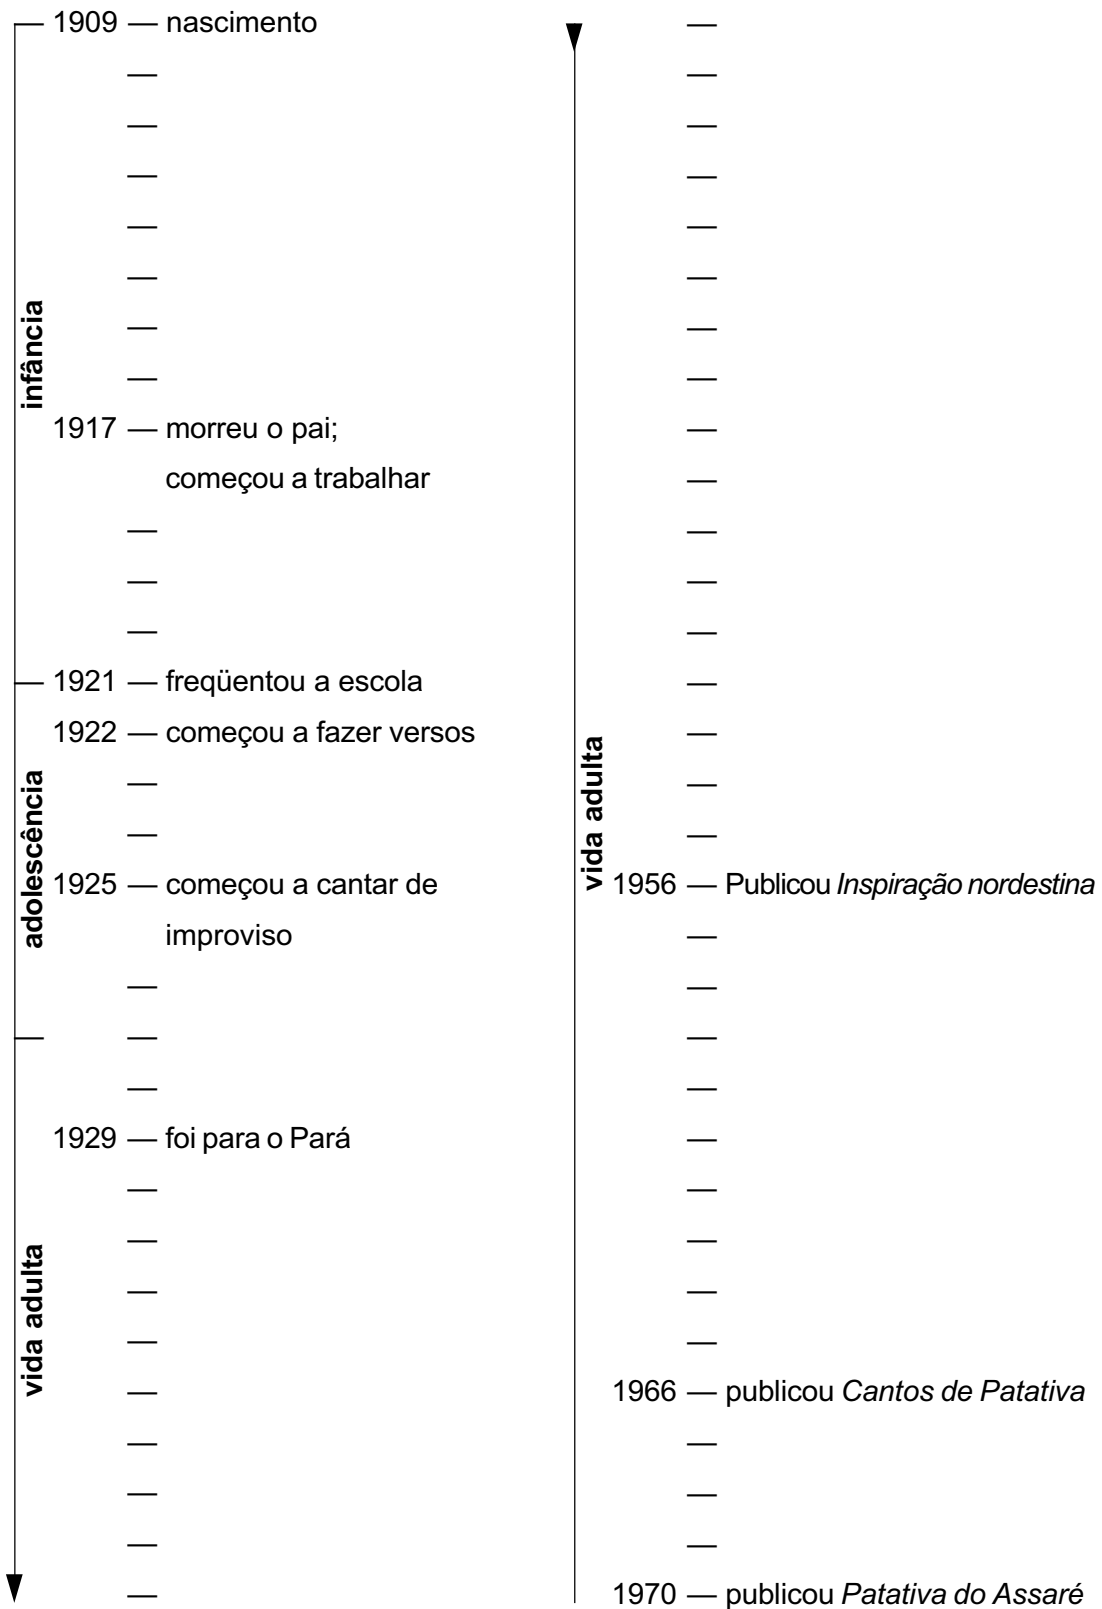 1909 nascimento
infância
1917 morreu o pai;
começou a trabalhar
1921 freqüentou a escola
1922 começou a fazer versos
adolescência
1925 começou a cantar de
improviso
1929 foi para o Pará
vida adulta
vida adulta
1956 Publicou Inspiração nordestina
1966 publicou Cantos de Patativa
1970 publicou Patativa do Assaré